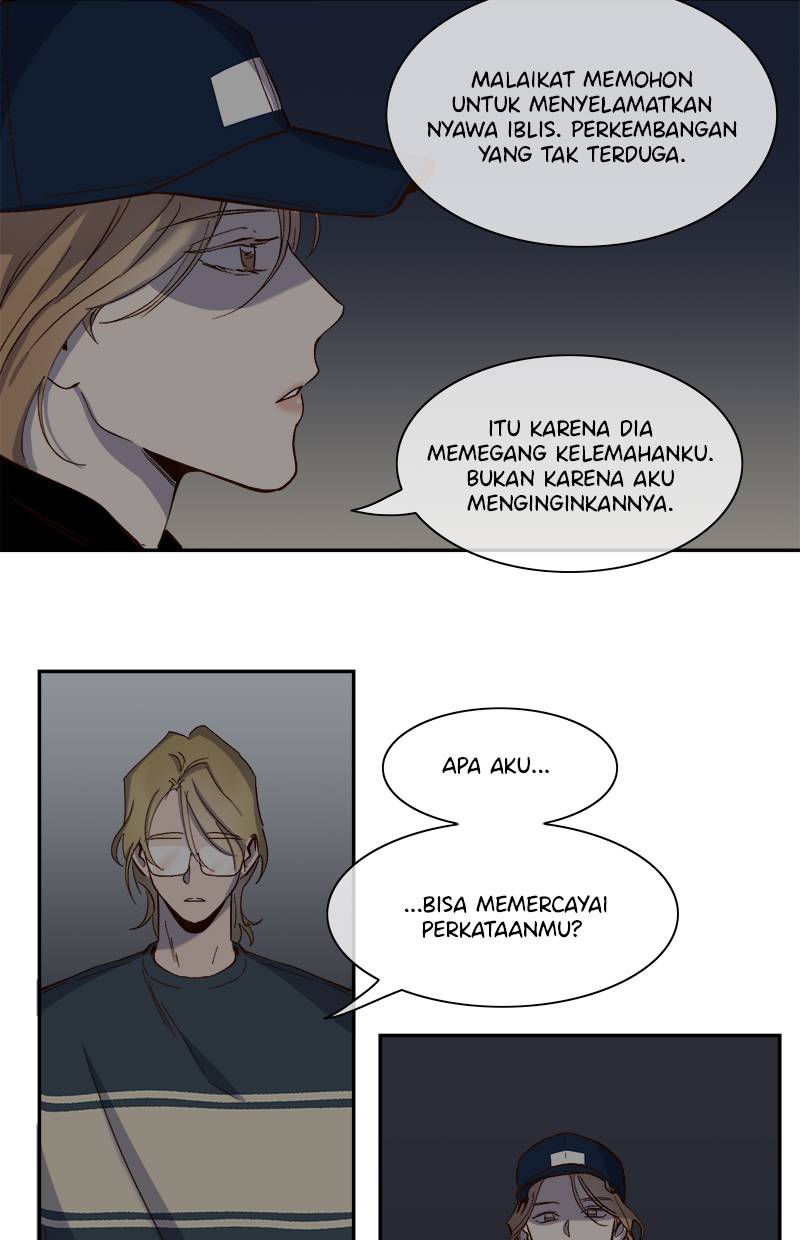 MALAIKAT MEMOHON
UNTUK MENYELAMATKAN
NYAWA IBLIS. PERKEMBANGAN
YANG TAK TERDUGA.
ITU KARENA DIA
MEMEGANG KELEMAHANKU.
BUKAN KARENA AKU
MENGINGINKANNYA.
APA AKU...
...BISA MEMERCAYAI
PERKATAANMU?